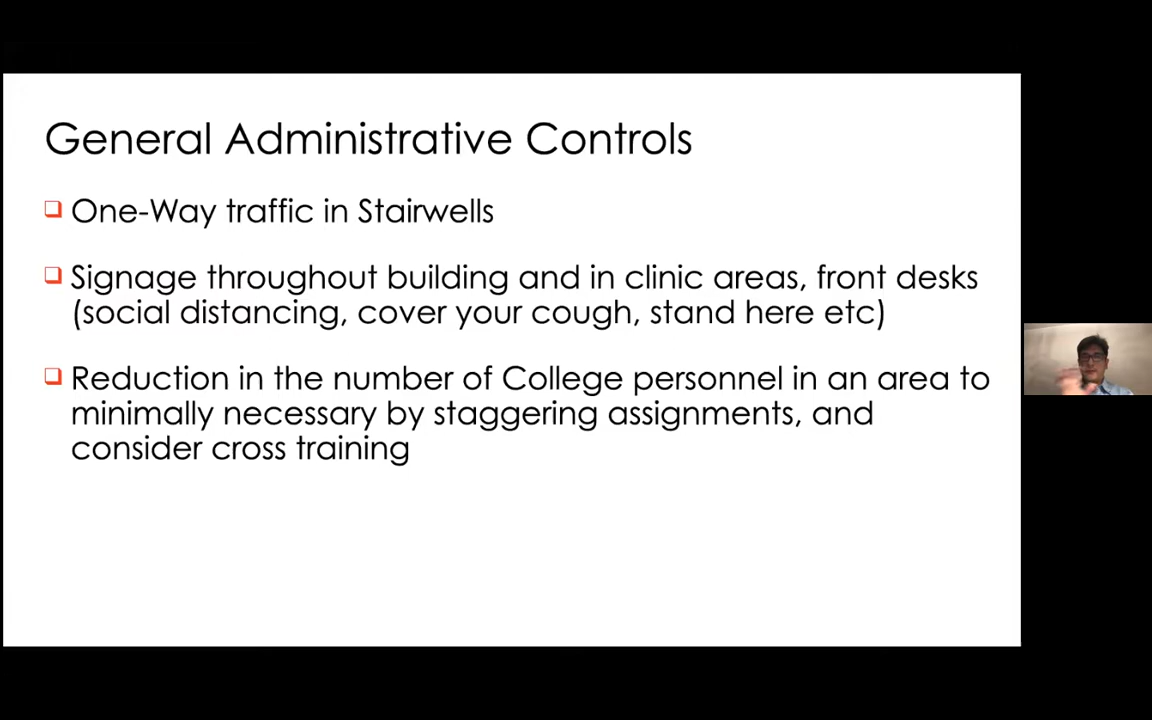 General Administrative Controls
One-Way traffic in Stairwells
Signage throughout building and in clinic areas, front desks
(social distancing, cover your cough, stand here etc)
Reduction in the number of College personnel in an area to
minimally necessary by staggering assignments, and
consider cross training